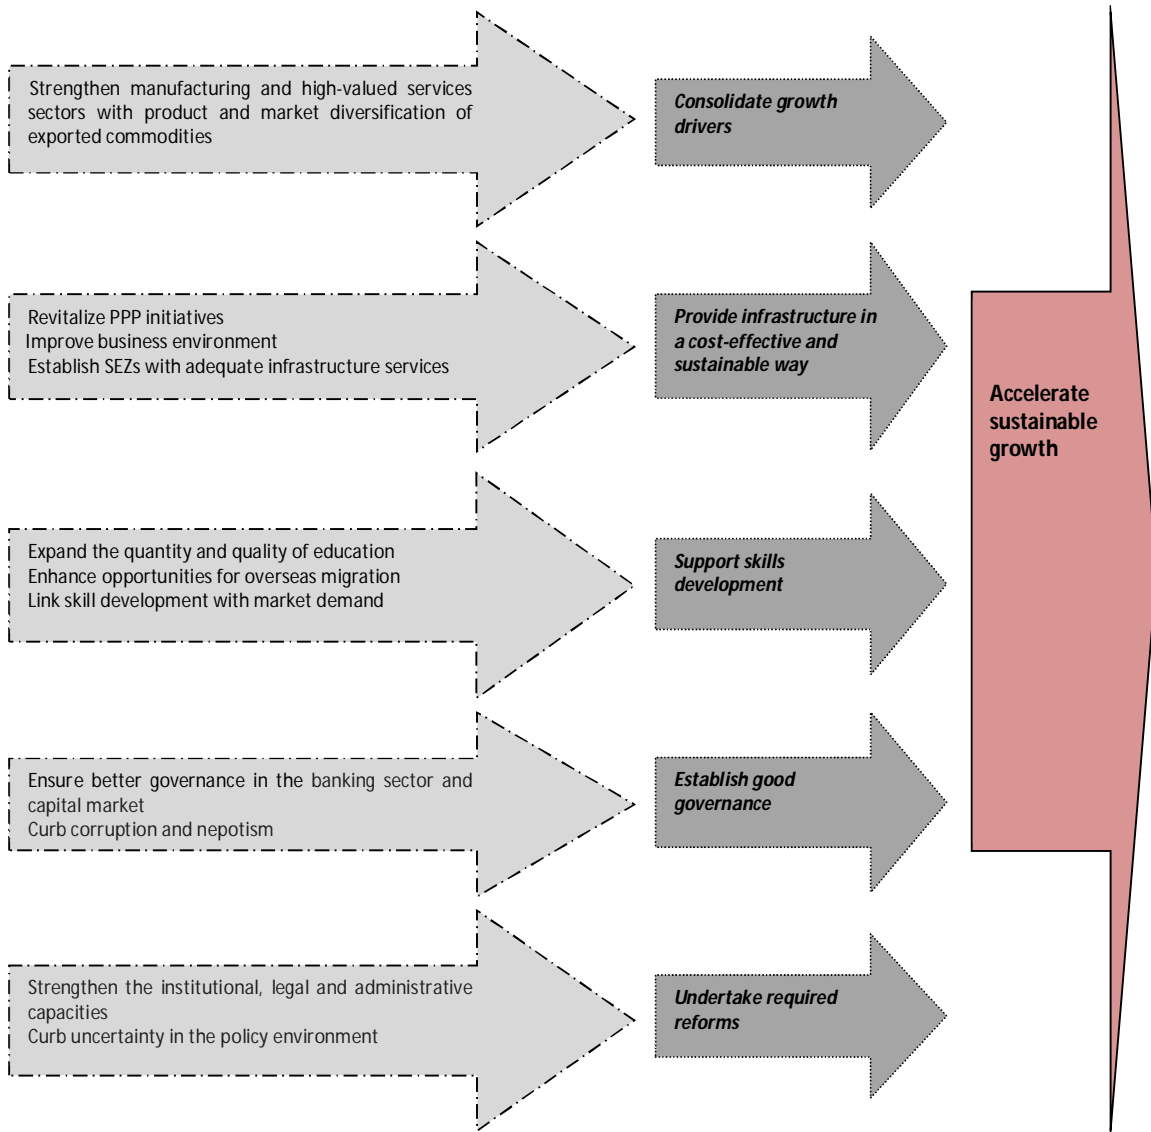 Strengthen manufacturing and high-valued services
sectors with product and market diversification of
exported commodities
Consolidate growth
drivers
Revitalize PPP initiatives
Improve business environment
Establish SEZs with adequate infrastructure services
Provide infrastructure in
a cost-effective and
sustainable way
Accelerate
sustainable
growth
Expand the quantity and quality of education
Enhance opportunities for overseas migration
Link skill development with market demand
Support skills
development
Ensure better governance in the banking sector and
capital market
Curb corruption and nepotism
Establish good
governance
Strengthen the institutional, legal and administrative
capacities
Curb uncertainty in the policy environment
Undertake required
reforms